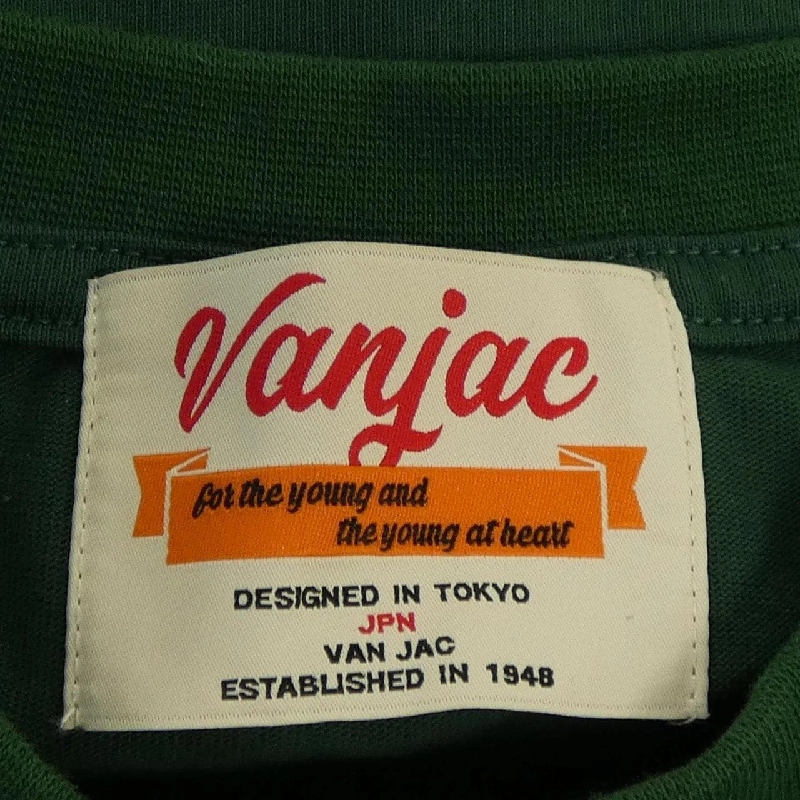 Vanjac
for the young and
the young at heart
DESIGNED IN TOKYO
JPN
VAN JAC
ESTABLISHED IN 1948